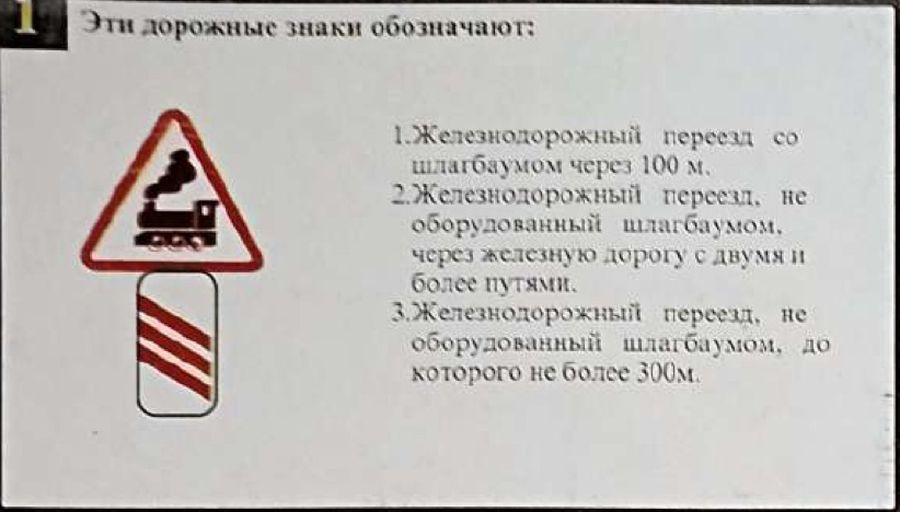 1
Эти дорожные знаки обозначают:
1.Железнодорожный переезд со
шлагбаумом через 100 м.
2.Железнодорожный переезд, не
оборудованный шлагбаумом,
через железную дорогу с двумя и
более путями.
3.Железнодорожный переезд, не
оборудованный шлагбаумом, до
которого не более 300м.